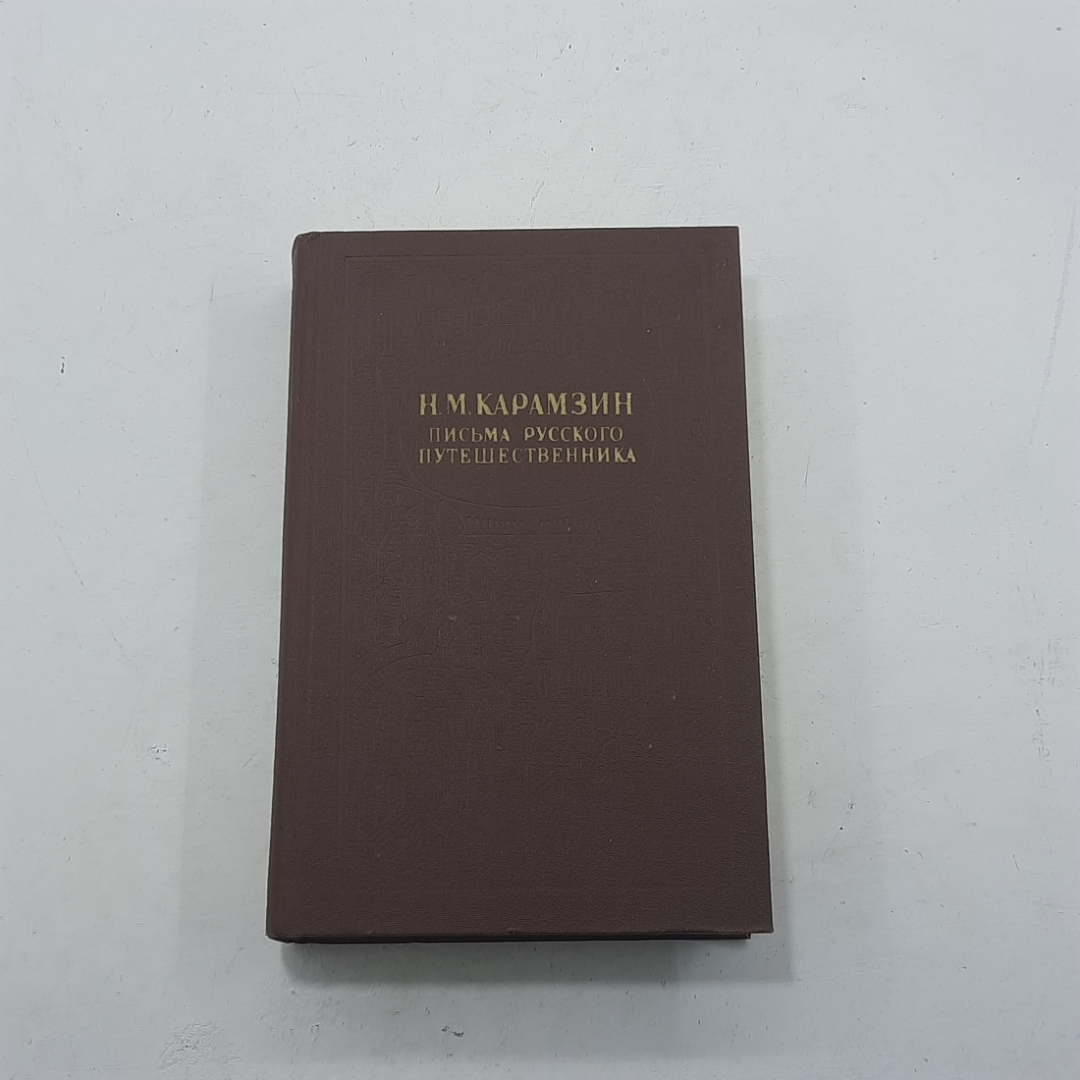 Н. М. КАРАМЗИН
ПИСЬМА РУССКОГО
ПУТЕШЕСТВЕННИКА